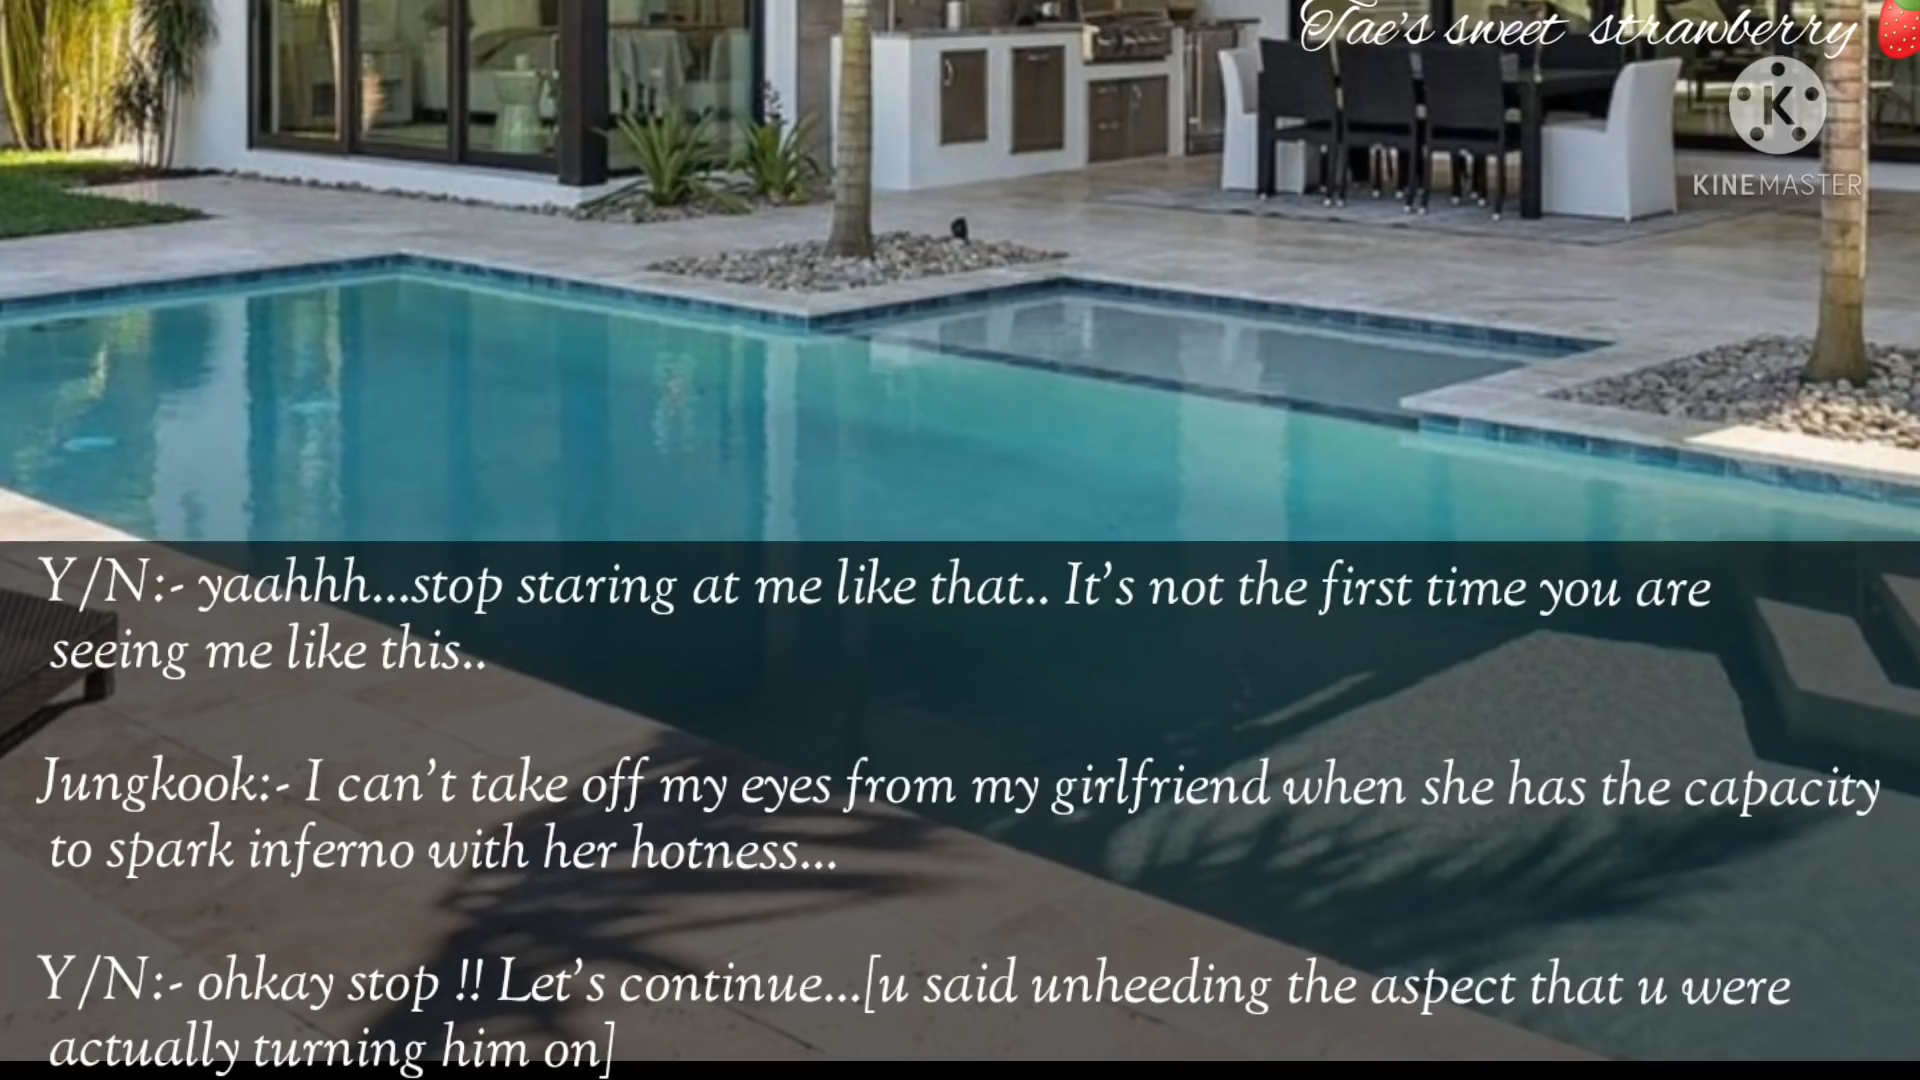 Tae's sweet strawberry
KINEMASTER
Y/N:- yaahhh...stop staring at me like that.. It's not the first time you are
seeing me like this..
Jungkook:- I can't take off my eyes from my girlfriend when she has the capacity
to spark inferno with her hotness...
Y/N:- ohkay stop !! Let's continue...[u said unheeding the aspect that u were
actually turning him on]